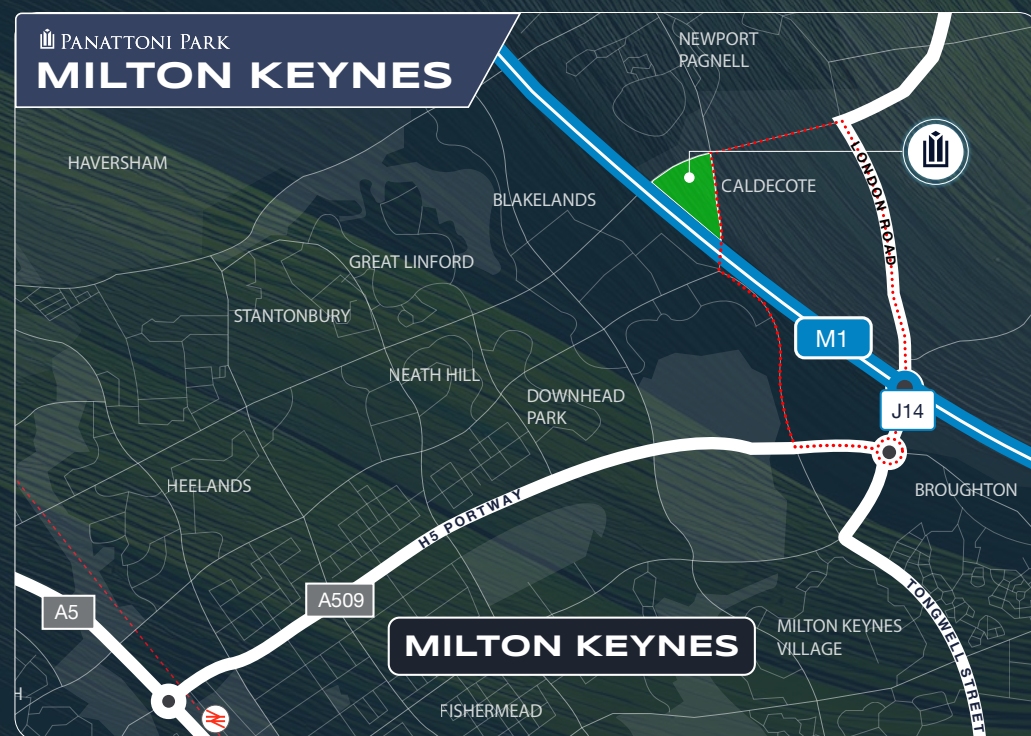 PANATTONI PARK
MILTON KEYNES
NEWPORT
PAGNELL
HAVERSHAM
CALDECOTE
BLAKELANDS
LONDON ROAD
GREAT LINFORD
STANTONBURY
M1
NEATH HILL
DOWNHEAD
PARK
J14
HEELANDS
BROUGHTON
H5 PORTWAY
A509
A5
TONGWELL STREET
MILTON KEYNES
MILTON KEYNES
VILLAGE
H
FISHERMEAD